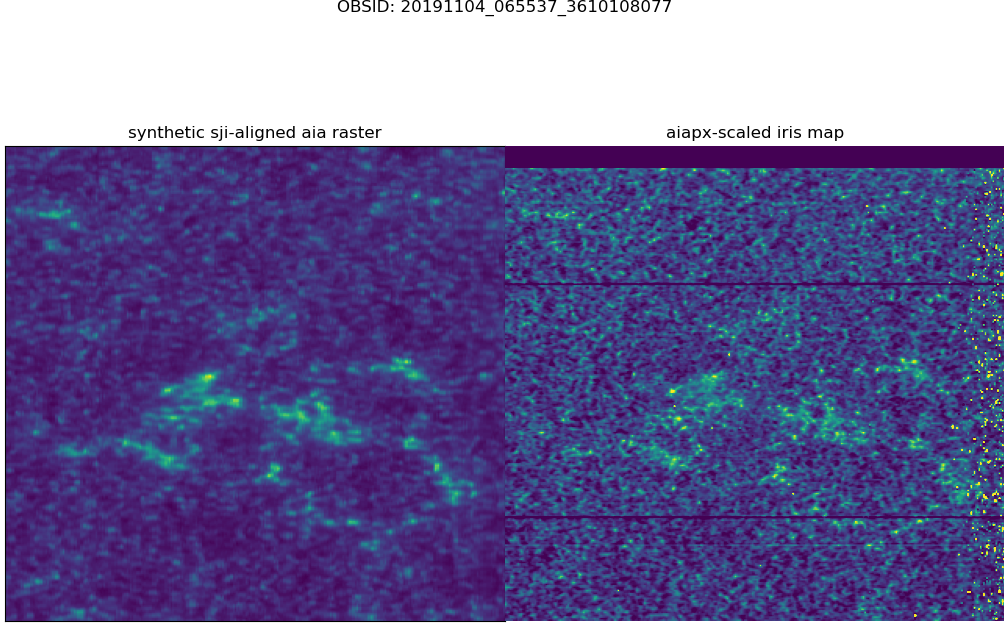 OBSID: 20191104_065537_3610108077
synthetic sji-aligned aia raster
aiapx-scaled iris map